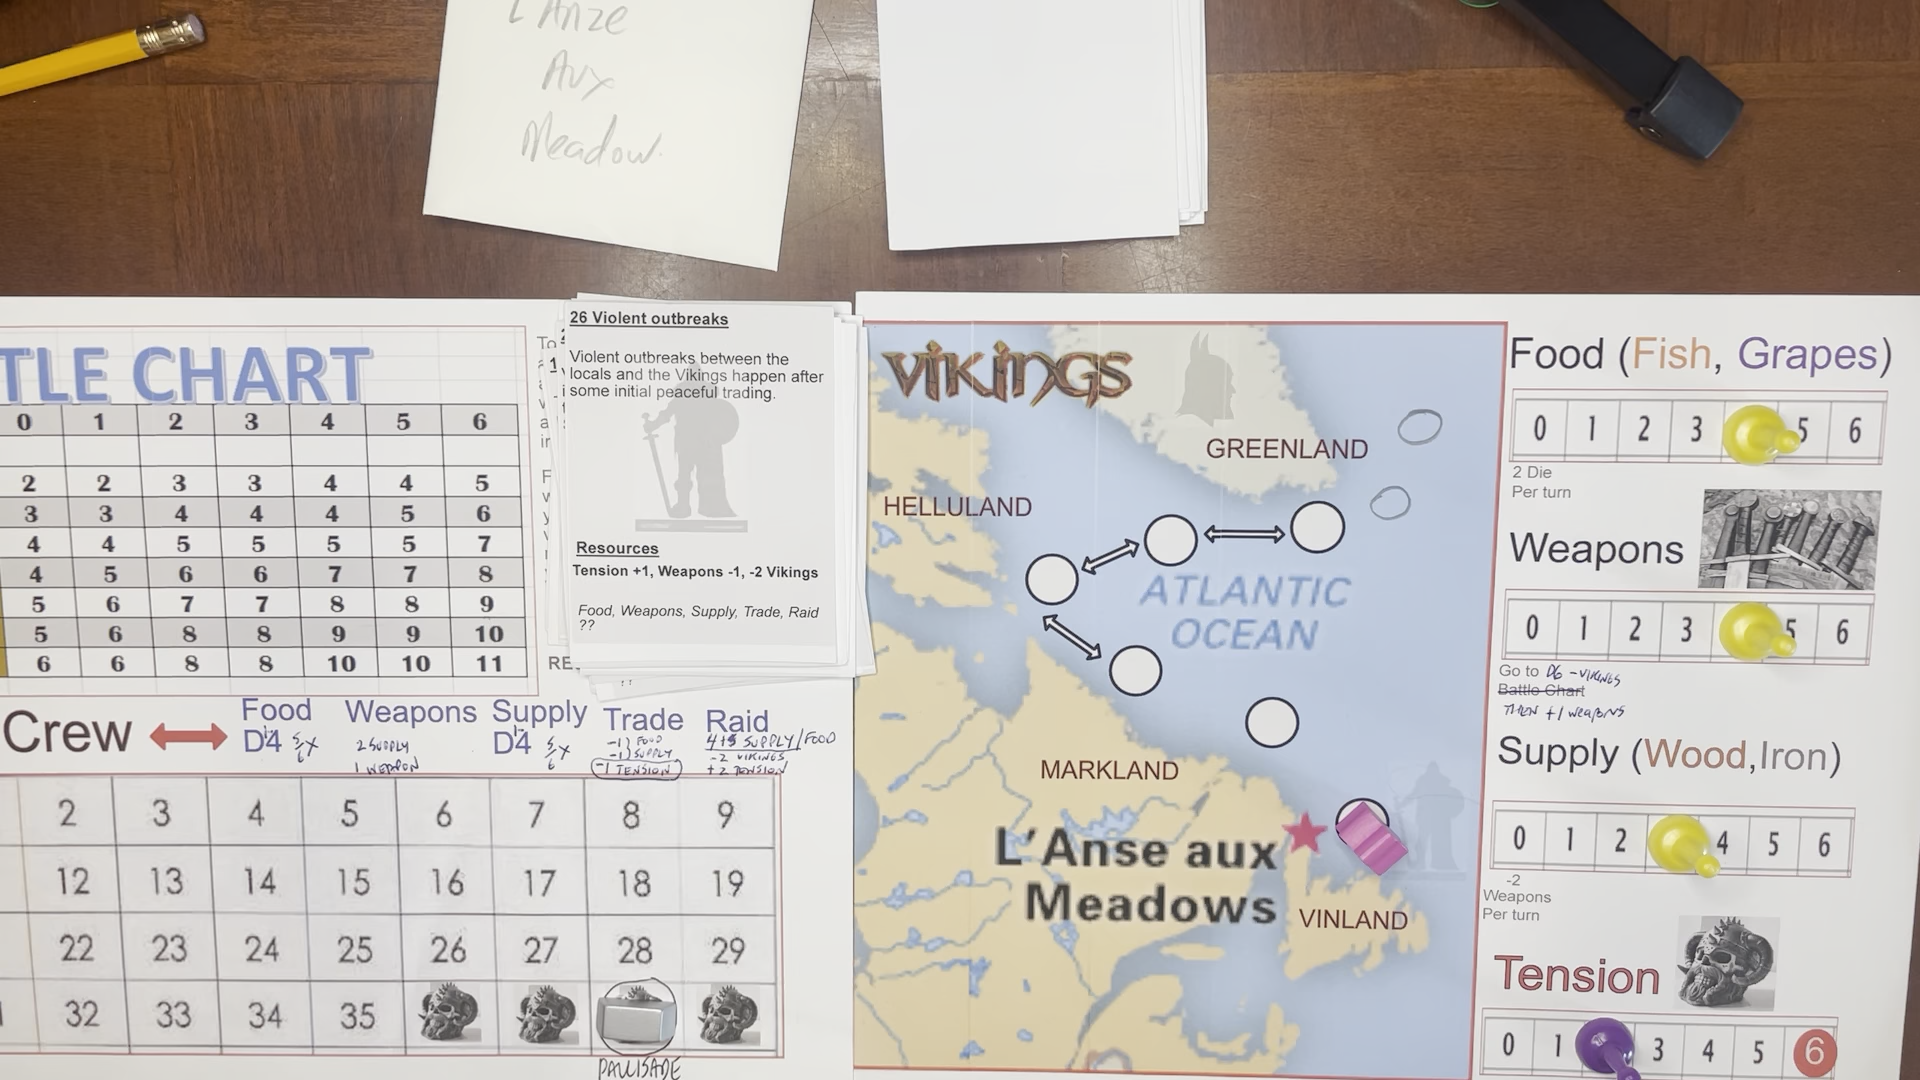 L'Anze
Aux
Meadow.
TLE CHART
0 1 2 3 4 5 6
2 2 3 3 4 4 5
3 3 4 4 4 5 6
4 4 5 5 5 5 7
4 5 6 6 7 7 8
5 6 7 7 8 8 9
5 6 8 8 9 9 10
6 6 8 8 10 10 11
To
26 Violent outbreaks
Violent outbreaks between the
locals and the Vikings happen after
some initial peaceful trading.
Resources
Tension +1, Weapons -1, -2 Vikings
Food, Weapons, Supply, Trade, Raid
??
RE
Crew
Food
D4
Weapons
2 SUPPLY
1 WEAPON
Supply
D4
Trade
-1 FOOD
-1 SUPPLY
-1 TENSION
Raid
4+5 SUPPLY/FOOD
-2 VIKINGS
+2 TENSION
2 3 4 5 6 7 8 9
12 13 14 15 16 17 18 19
22 23 24 25 26 27 28 29
32 33 34 35
PALLISADE
VIKINGS
GREENLAND
HELLULAND
ATLANTIC
OCEAN
MARKLAND
L'Anse aux
Meadows
VINLAND
Food (Fish, Grapes)
0 1 2 3 5 6
2 Die
Per turn
Weapons
0 1 2 3 5 6
Go to D6 -VIKINGS
Battle Chart
THEN +1 WEAPONS
Supply (Wood,Iron)
0 1 2 4 5 6
-2
Weapons
Per turn
Tension
0 1 3 4 5 6